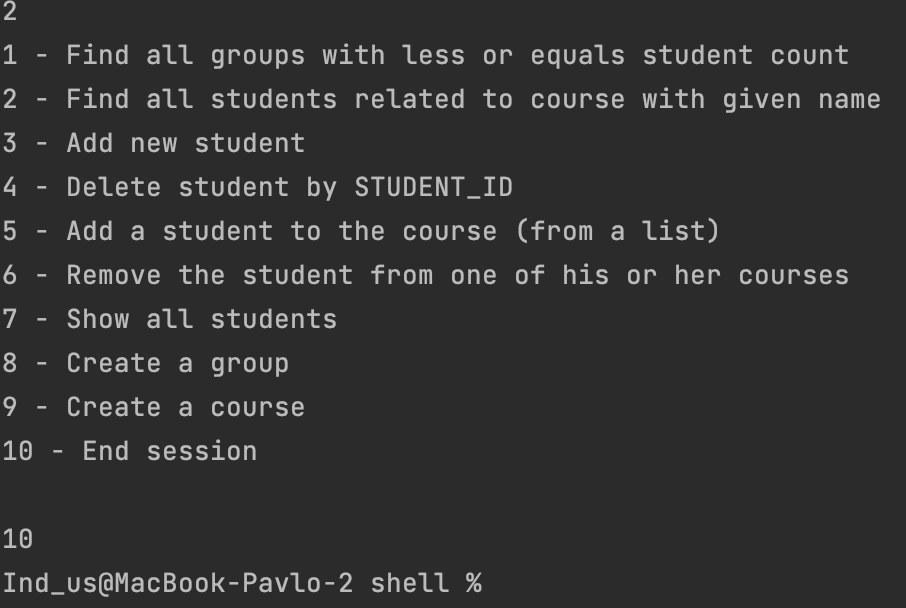 2
1 - Find all groups with less or equals student count
2 - Find all students related to course with given name
3 - Add new student
4 - Delete student by STUDENT_ID
5 - Add a student to the course (from a list)
6 - Remove the student from one of his or her courses
7 - Show all students
8 - Create a group
9 - Create a course
10 - End session
10
Ind_us@MacBook-Pavlo-2 shell %